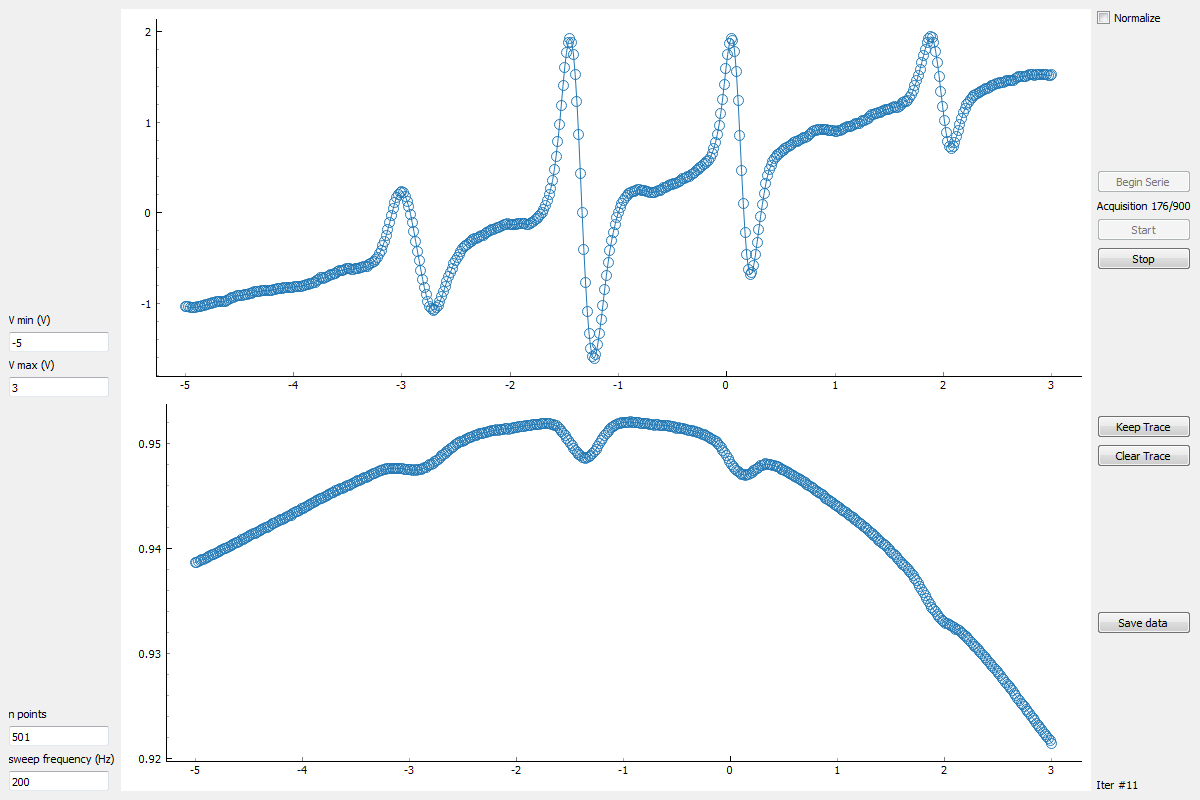 Normalize
Begin Serie
Acquisition 176/900
Start
Stop
V min (V)
-5
V max (V)
3
2
1
0
-1
-5 -4 -3 -2 -1 0 1 2 3
Keep Trace
Clear Trace
0.95
0.94
0.93
0.92
-5 -4 -3 -2 -1 0 1 2 3
Save data
n points
501
sweep frequency (Hz)
200
Iter #11